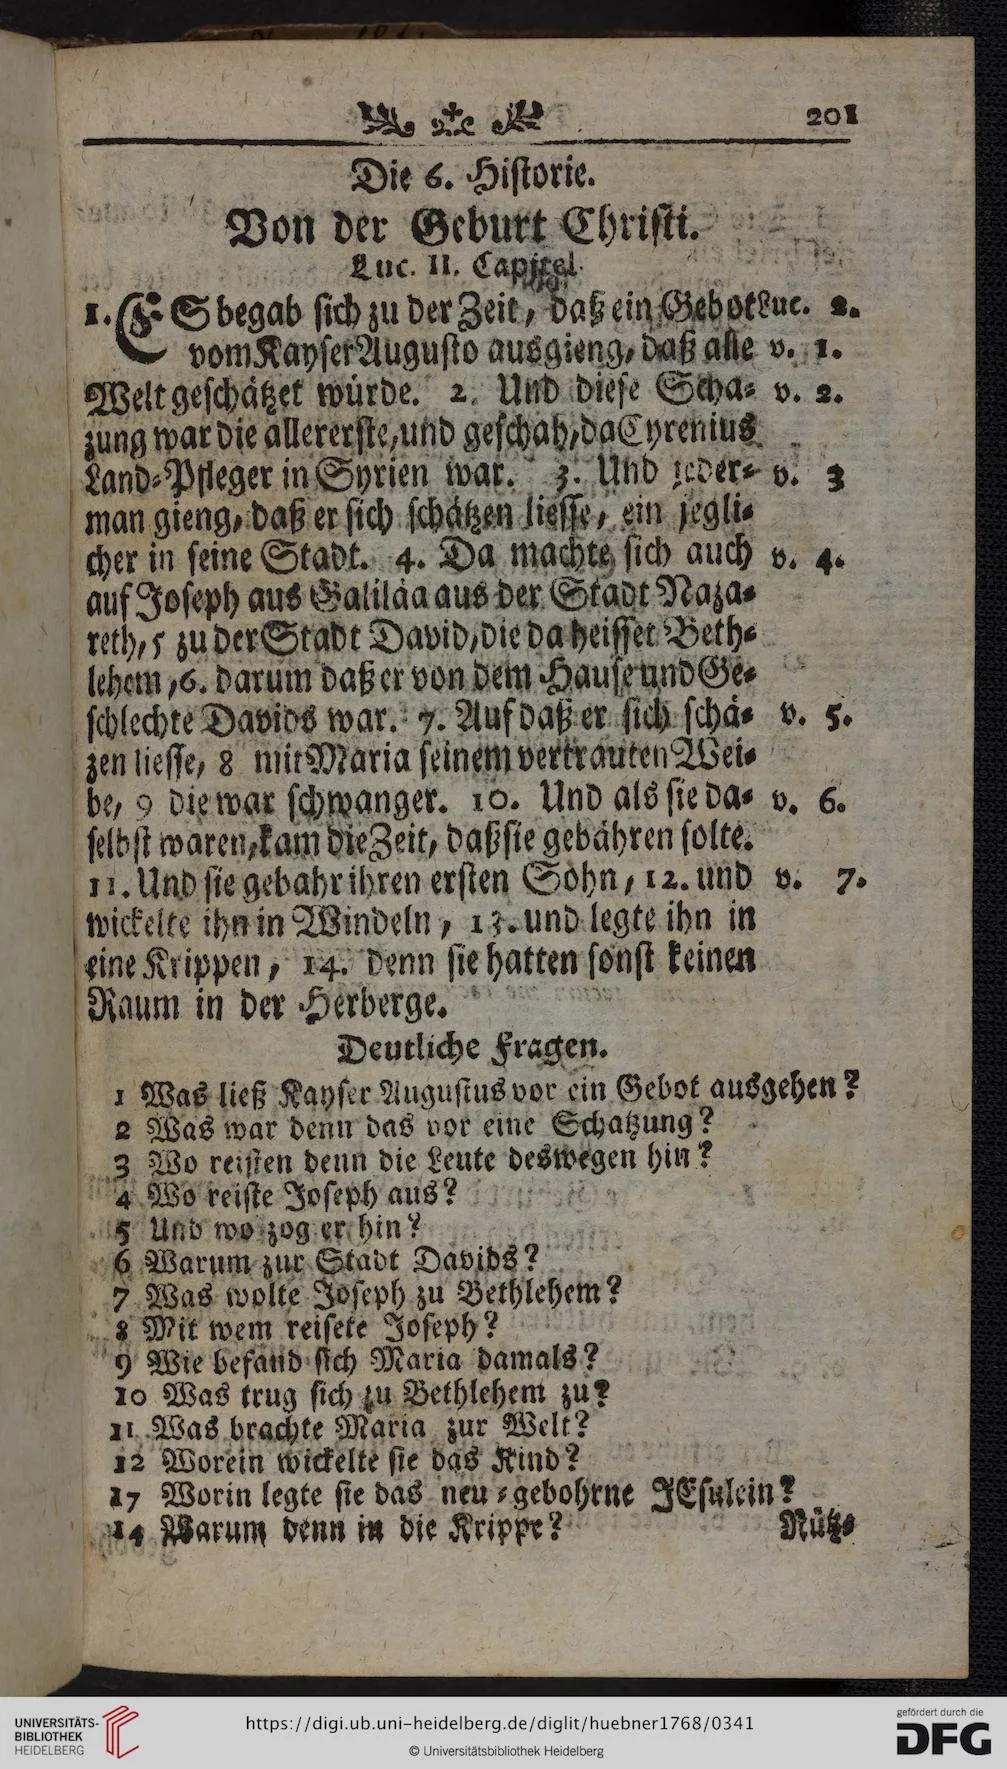 201
Die 6. Historie.
Von der Geburt Christi.
Luc. II. Capitel.
1. ES begab sich zu der Zeit, daß ein Gebot Luc. 2.
vom Kayser Augusto ausgieng, daß alle v. 1.
Welt geschätzet würde. 2. Und diese Scha- v. 2.
zung war die allererste, und geschah, da Cyrenius
Land-Pfleger in Syrien war. 3. Und jeder- v. 3
man gieng, daß er sich schätzen liesse, ein jegli-
cher in seine Stadt. 4. Da machte sich auch v. 4.
auf Joseph aus Galiläa aus der Stadt Naza-
reth, 5 zu der Stadt David, die da heisset Beth-
lehem, 6. darum daß er von dem Hause und Ge-
schlechte Davids war. 7. Auf daß er sich schä- v. 5.
zen liesse, 8 mit Maria seinem vertrauten Wei-
be, 9 die war schwanger. 10. Und als sie da- v. 6.
selbst waren, kam die Zeit, daß sie gebähren solte.
11. Und sie gebahr ihren ersten Sohn, 12. und v. 7.
wickelte ihn in Windeln, 13. und legte ihn in
eine Krippen, 14. denn sie hatten sonst keinen
Raum in der Herberge.
Deutliche Fragen.
1 Was ließ Kayser Augustus vor ein Gebot ausgehen?
2 Was war denn das vor eine Schatzung?
3 Wo reisten denn die Leute deswegen hin?
4 Wo reiste Joseph aus?
5 Und wo zog er hin?
6 Warum zur Stadt Davids?
7 Was wolte Joseph zu Bethlehem?
8 Mit wem reisete Joseph?
9 Wie befand sich Maria damals?
10 Was trug sich zu Bethlehem zu?
11 Was brachte Maria zur Welt?
12 Worein wickelte sie das Kind?
17 Worin legte sie das neu-gebohrne JEsulein?
14 Warum denn in die Krippe? Nütz-
UNIVERSITÄTS-
BIBLIOTHEK
HEIDELBERG
https://digi.ub.uni-heidelberg.de/diglit/huebner1768/0341
© Universitätsbibliothek Heidelberg
gefördert durch die
DFG